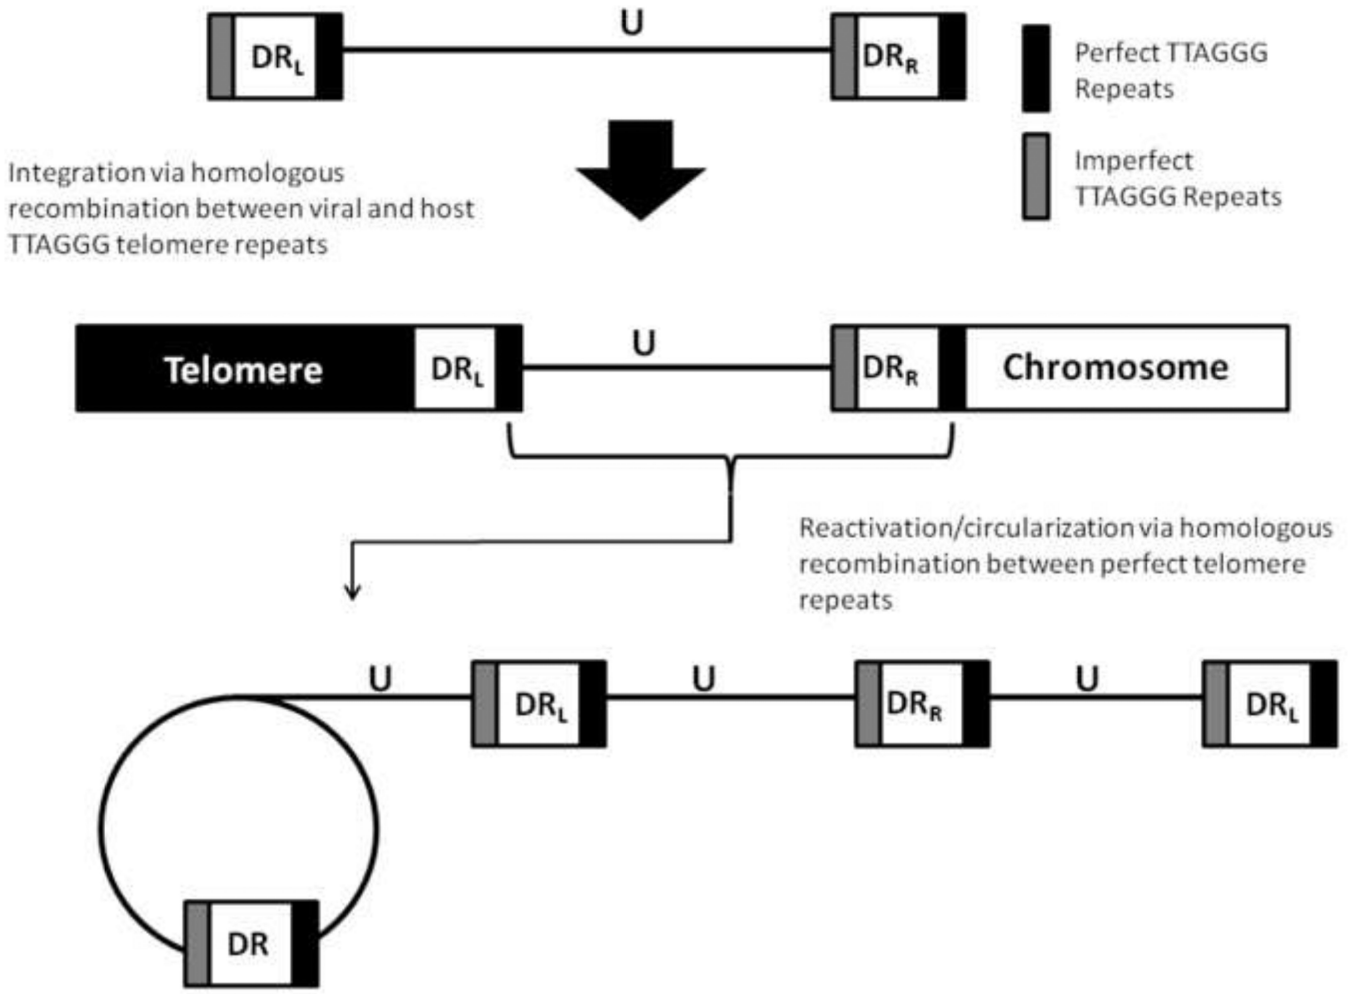 U
DRL
DRR
Perfect TTAGGG
Repeats
Imperfect
TTAGGG Repeats
Integration via homologous
recombination between viral and host
TTAGGG telomere repeats
U
Telomere
DRL
DRR
Chromosome
Reactivation/circularization via homologous
recombination between perfect telomere
repeats
U
U
U
DRL
DRR
DRL
DR